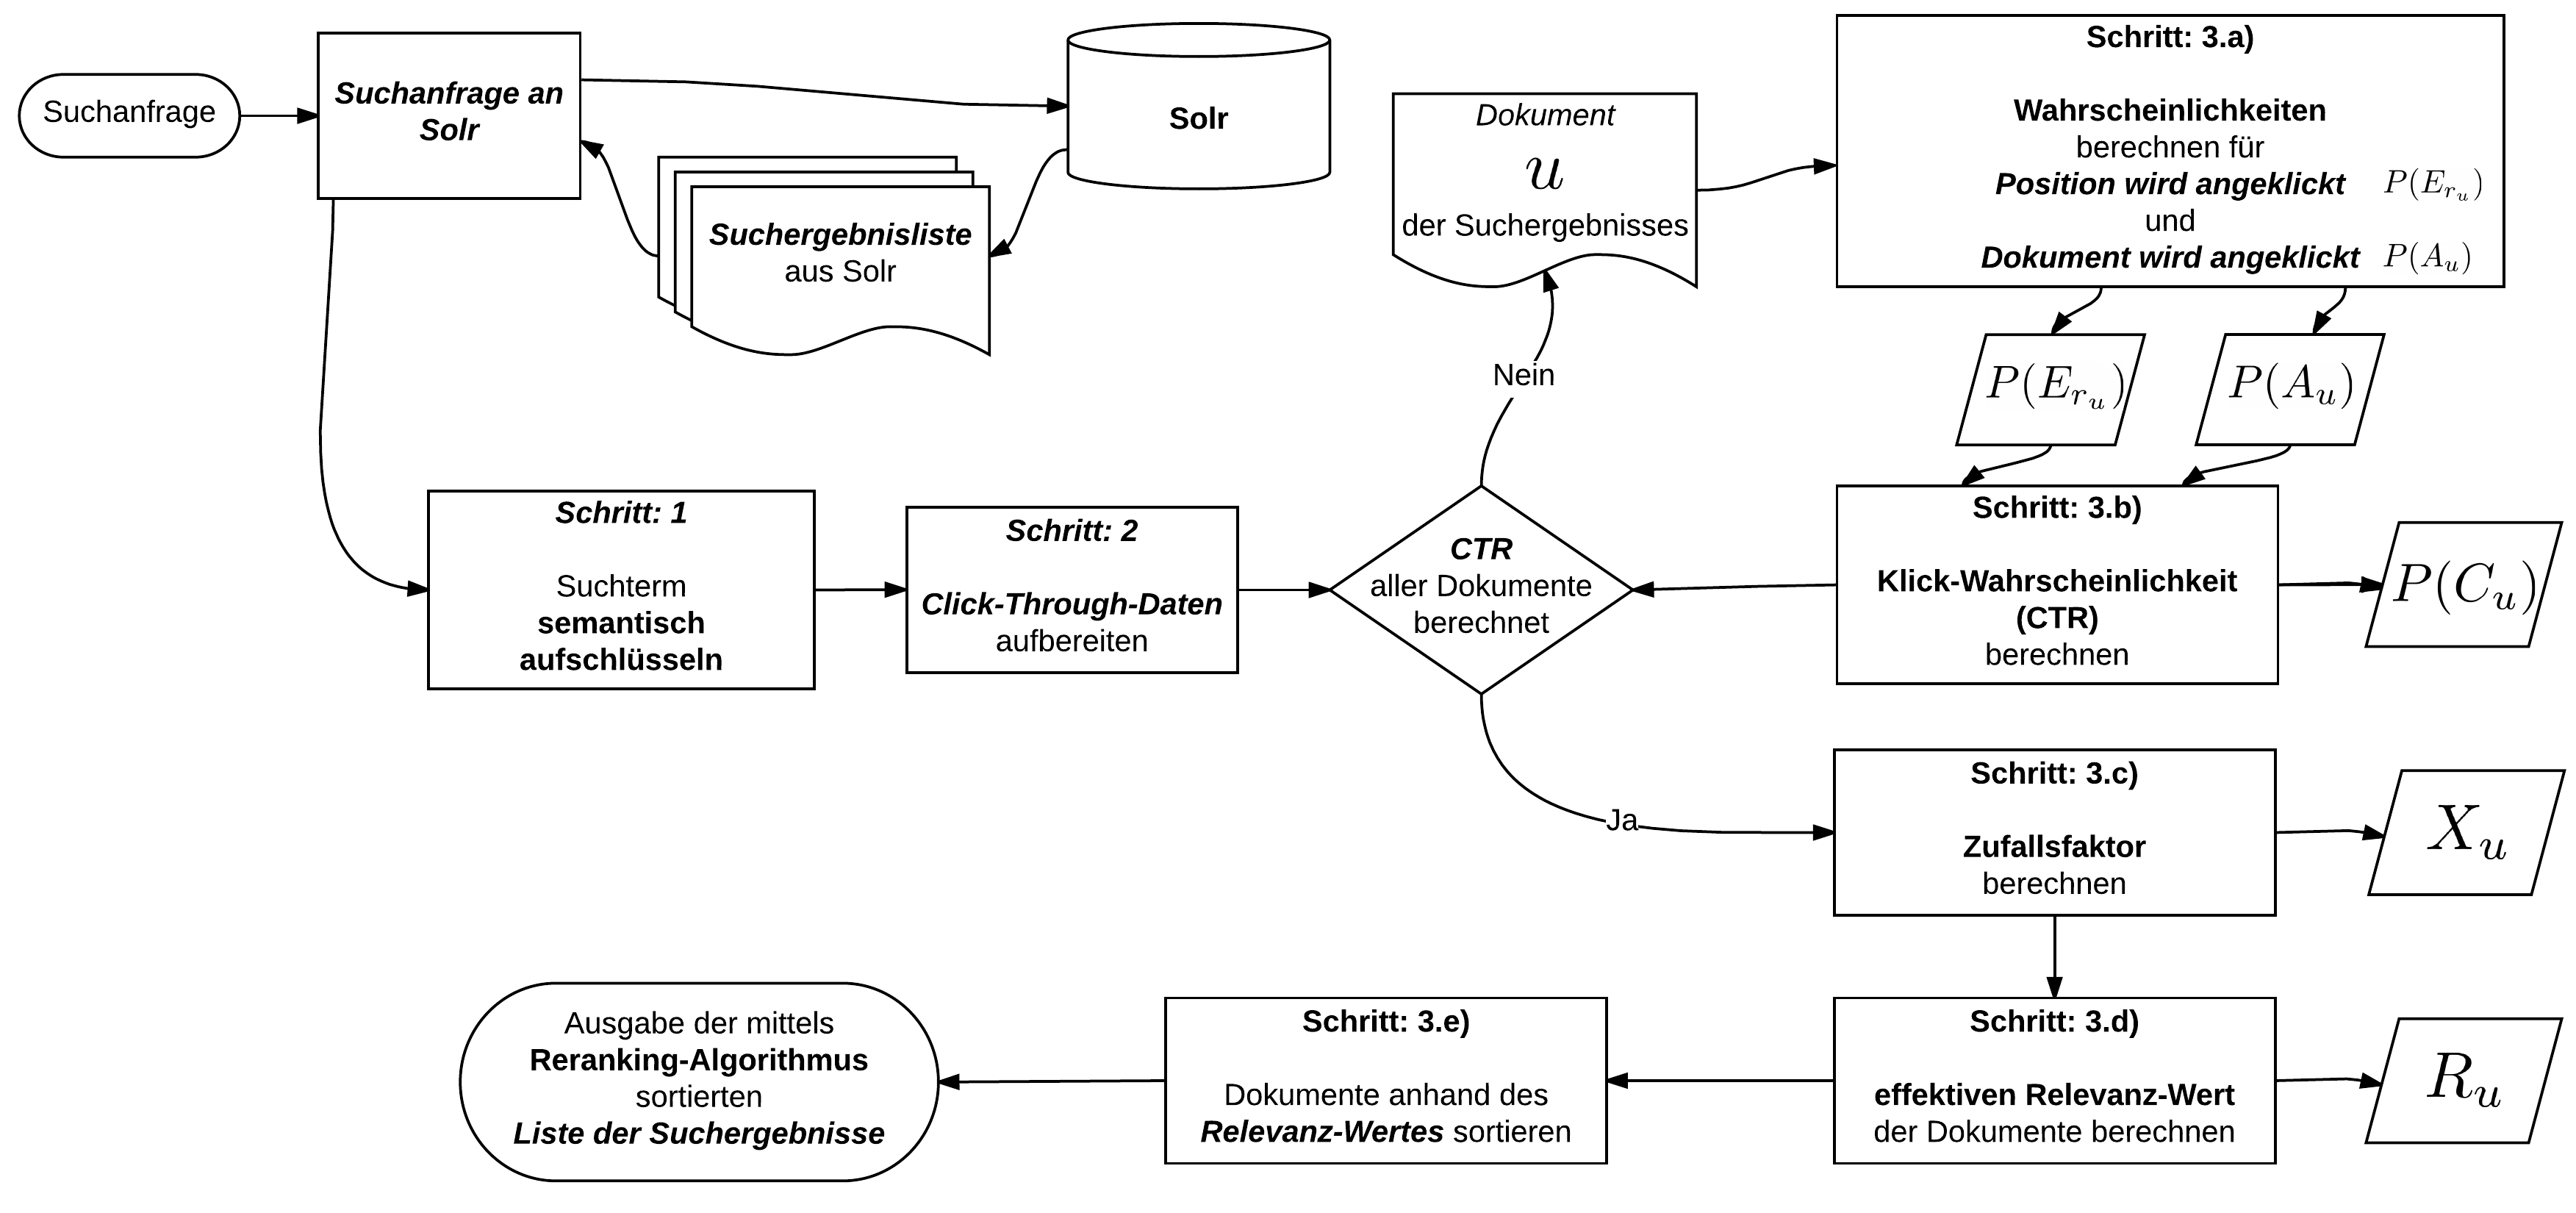 Suchanfrage
Suchanfrage an
Solr
Solr
Suchergebnisliste
aus Solr
Dokument
u
der Suchergebnisses
Schritt: 3.a)
Wahrscheinlichkeiten
berechnen für
Position wird angeklickt P(E_{r_u})
und
Dokument wird angeklickt P(A_u)
Nein
P(E_{r_u})
P(A_u)
Schritt: 1
Suchterm
semantisch
aufschlüsseln
Schritt: 2
Click-Through-Daten
aufbereiten
CTR
aller Dokumente
berechnet
Schritt: 3.b)
Klick-Wahrscheinlichkeit
(CTR)
berechnen
P(C_u)
Ja
Schritt: 3.c)
Zufallsfaktor
berechnen
X_u
Schritt: 3.d)
effektiven Relevanz-Wert
der Dokumente berechnen
R_u
Schritt: 3.e)
Dokumente anhand des
Relevanz-Wertes sortieren
Ausgabe der mittels
Reranking-Algorithmus
sortierten
Liste der Suchergebnisse